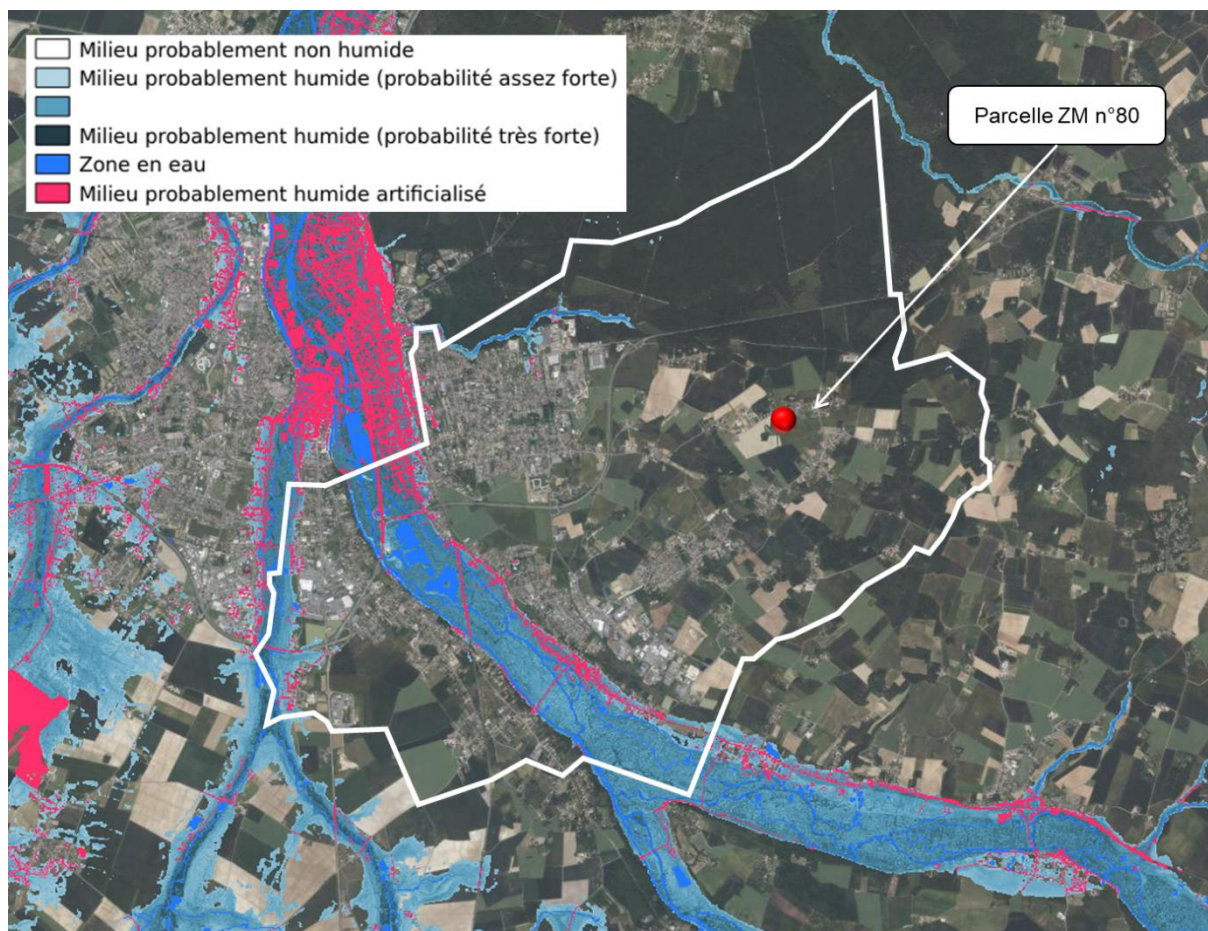 Milieu probablement non humide
Milieu probablement humide (probabilité assez forte)
Milieu probablement humide (probabilité très forte)
Zone en eau
Milieu probablement humide artificialisé
Parcelle ZM n°80